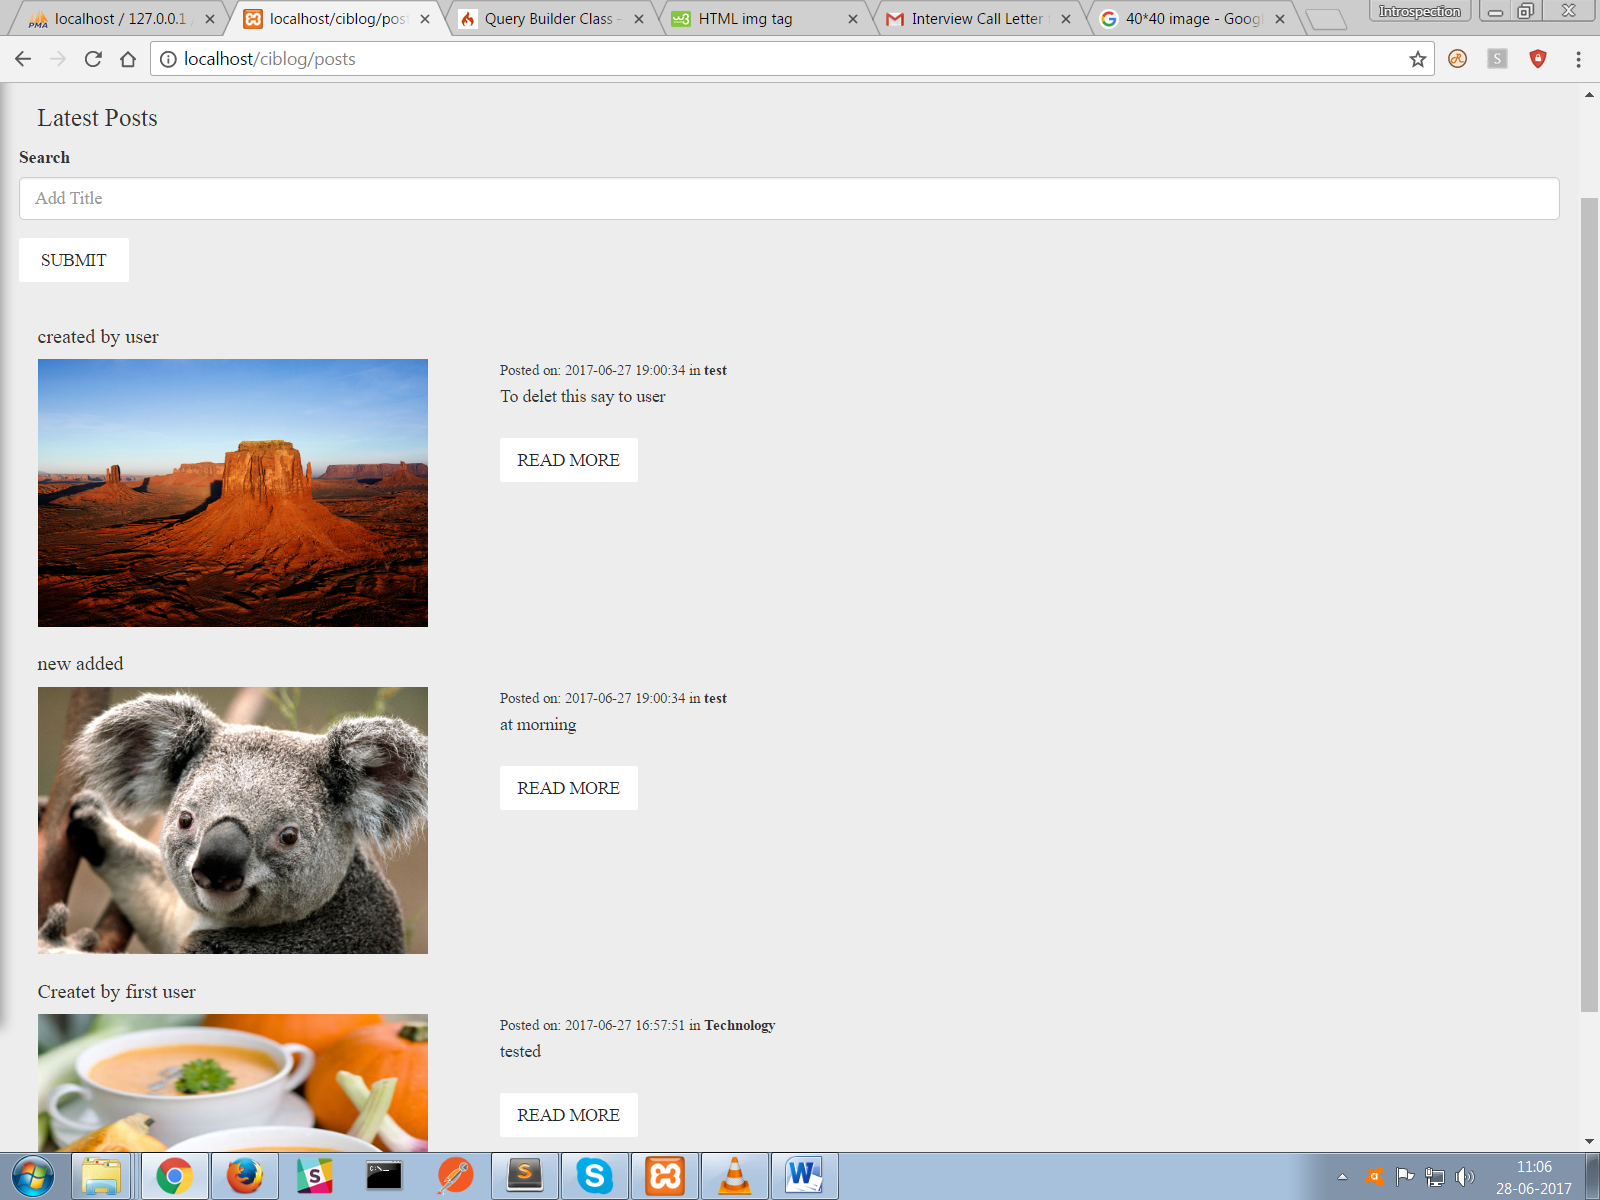 localhost / 127.0.0.1
localhost/ciblog/post
Query Builder Class
HTML img tag
Interview Call Letter
40*40 image - Goog
Introspection
localhost/ciblog/posts
Latest Posts
Search
Add Title
SUBMIT
created by user
Posted on: 2017-06-27 19:00:34 in test
To delet this say to user
READ MORE
new added
Posted on: 2017-06-27 19:00:34 in test
at morning
READ MORE
Createt by first user
Posted on: 2017-06-27 16:57:51 in Technology
tested
READ MORE
11:06
28-06-2017